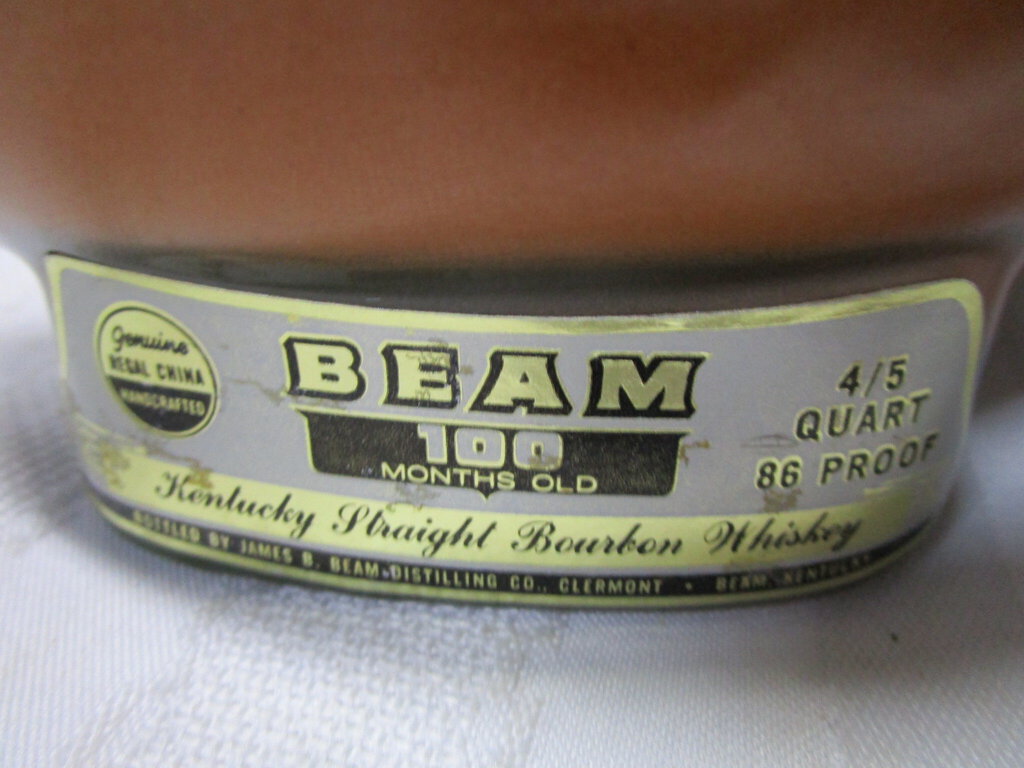 Genuine
REGAL CHINA
HANDCRAFTED
BEAM
100
MONTHS OLD
4/5
QUART
86 PROOF
Kentucky Straight Bourbon Whiskey
BOTTLED BY JAMES B. BEAM DISTILLING CO., CLERMONT • BEAM, KENTUCKY